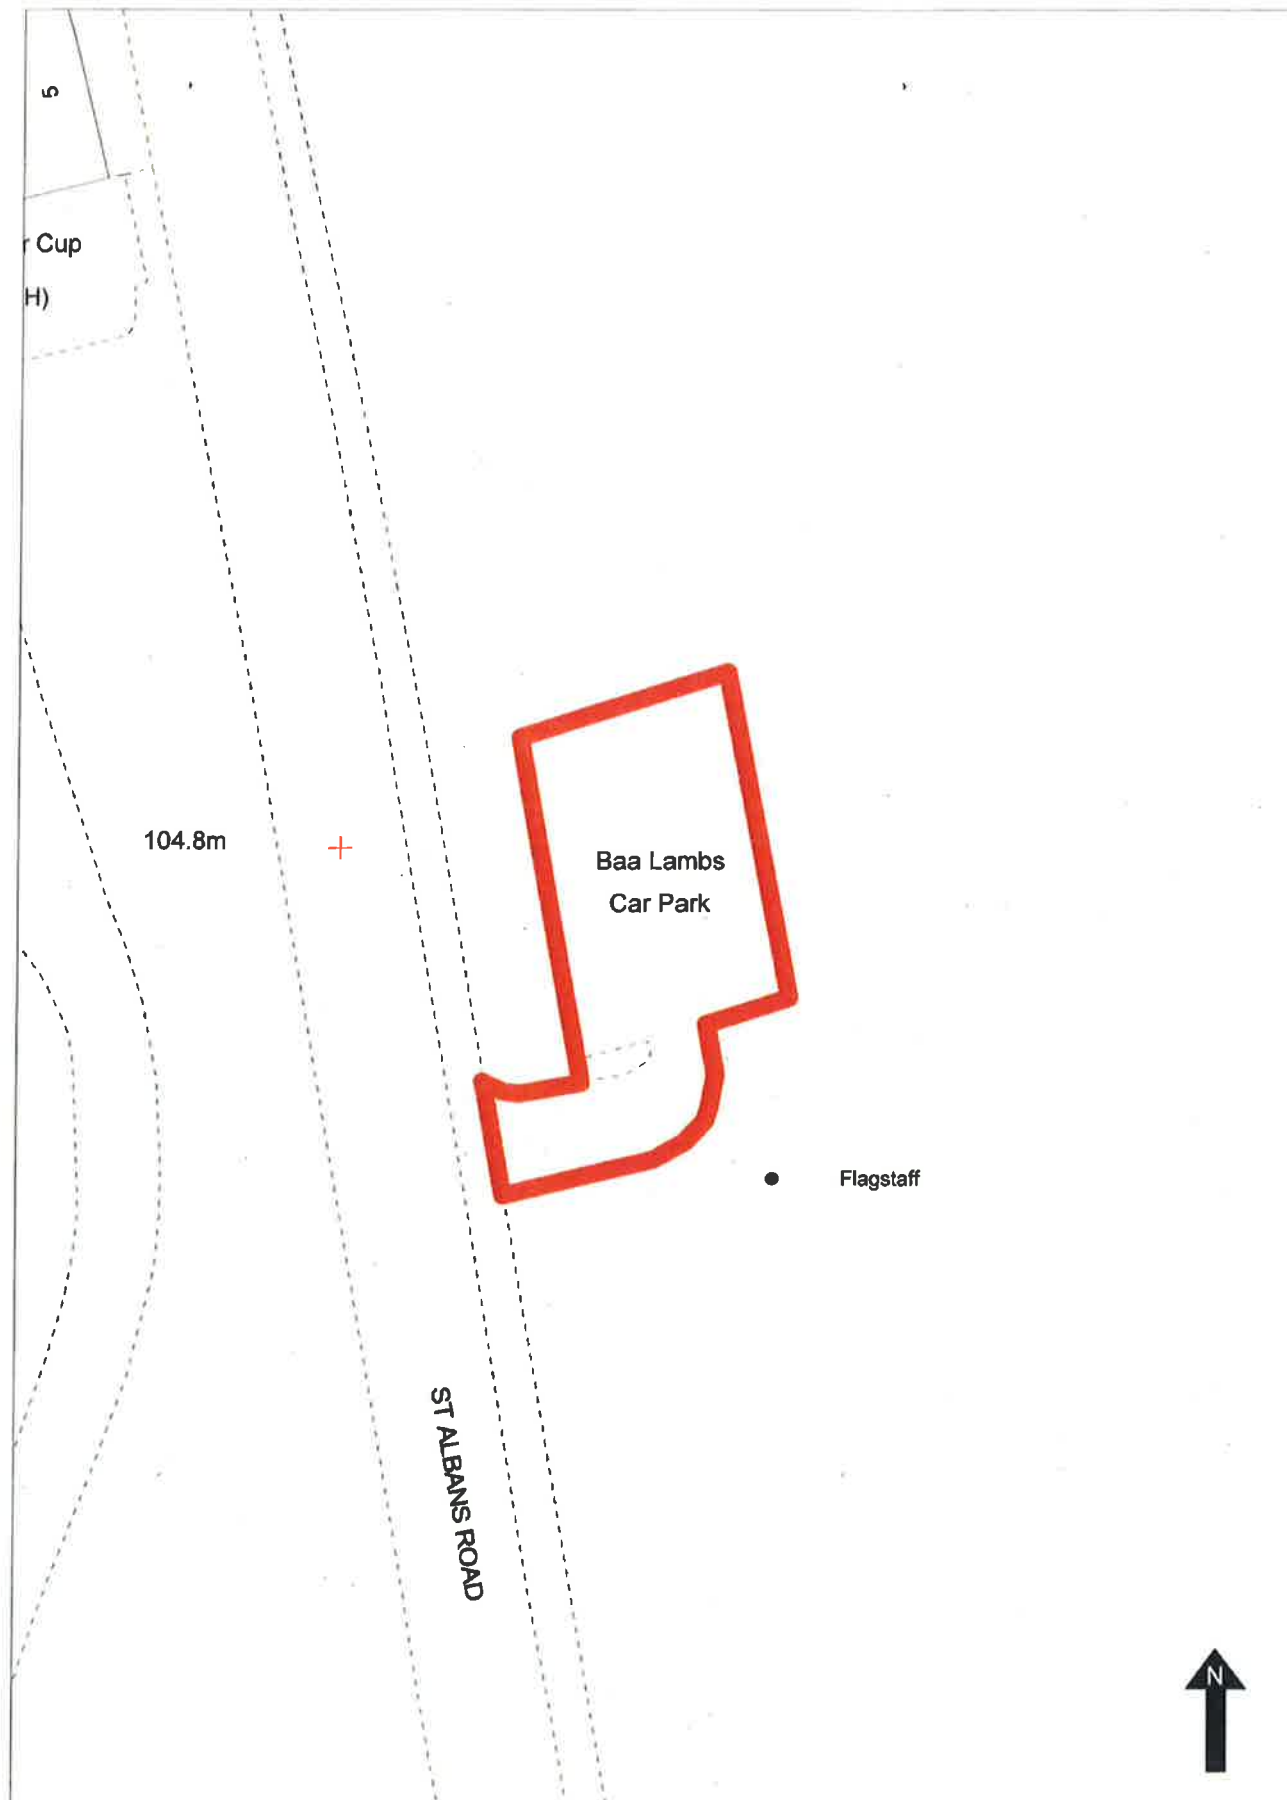 5
r Cup
H)
104.8m
Baa Lambs
Car Park
Flagstaff
ST ALBANS ROAD
N